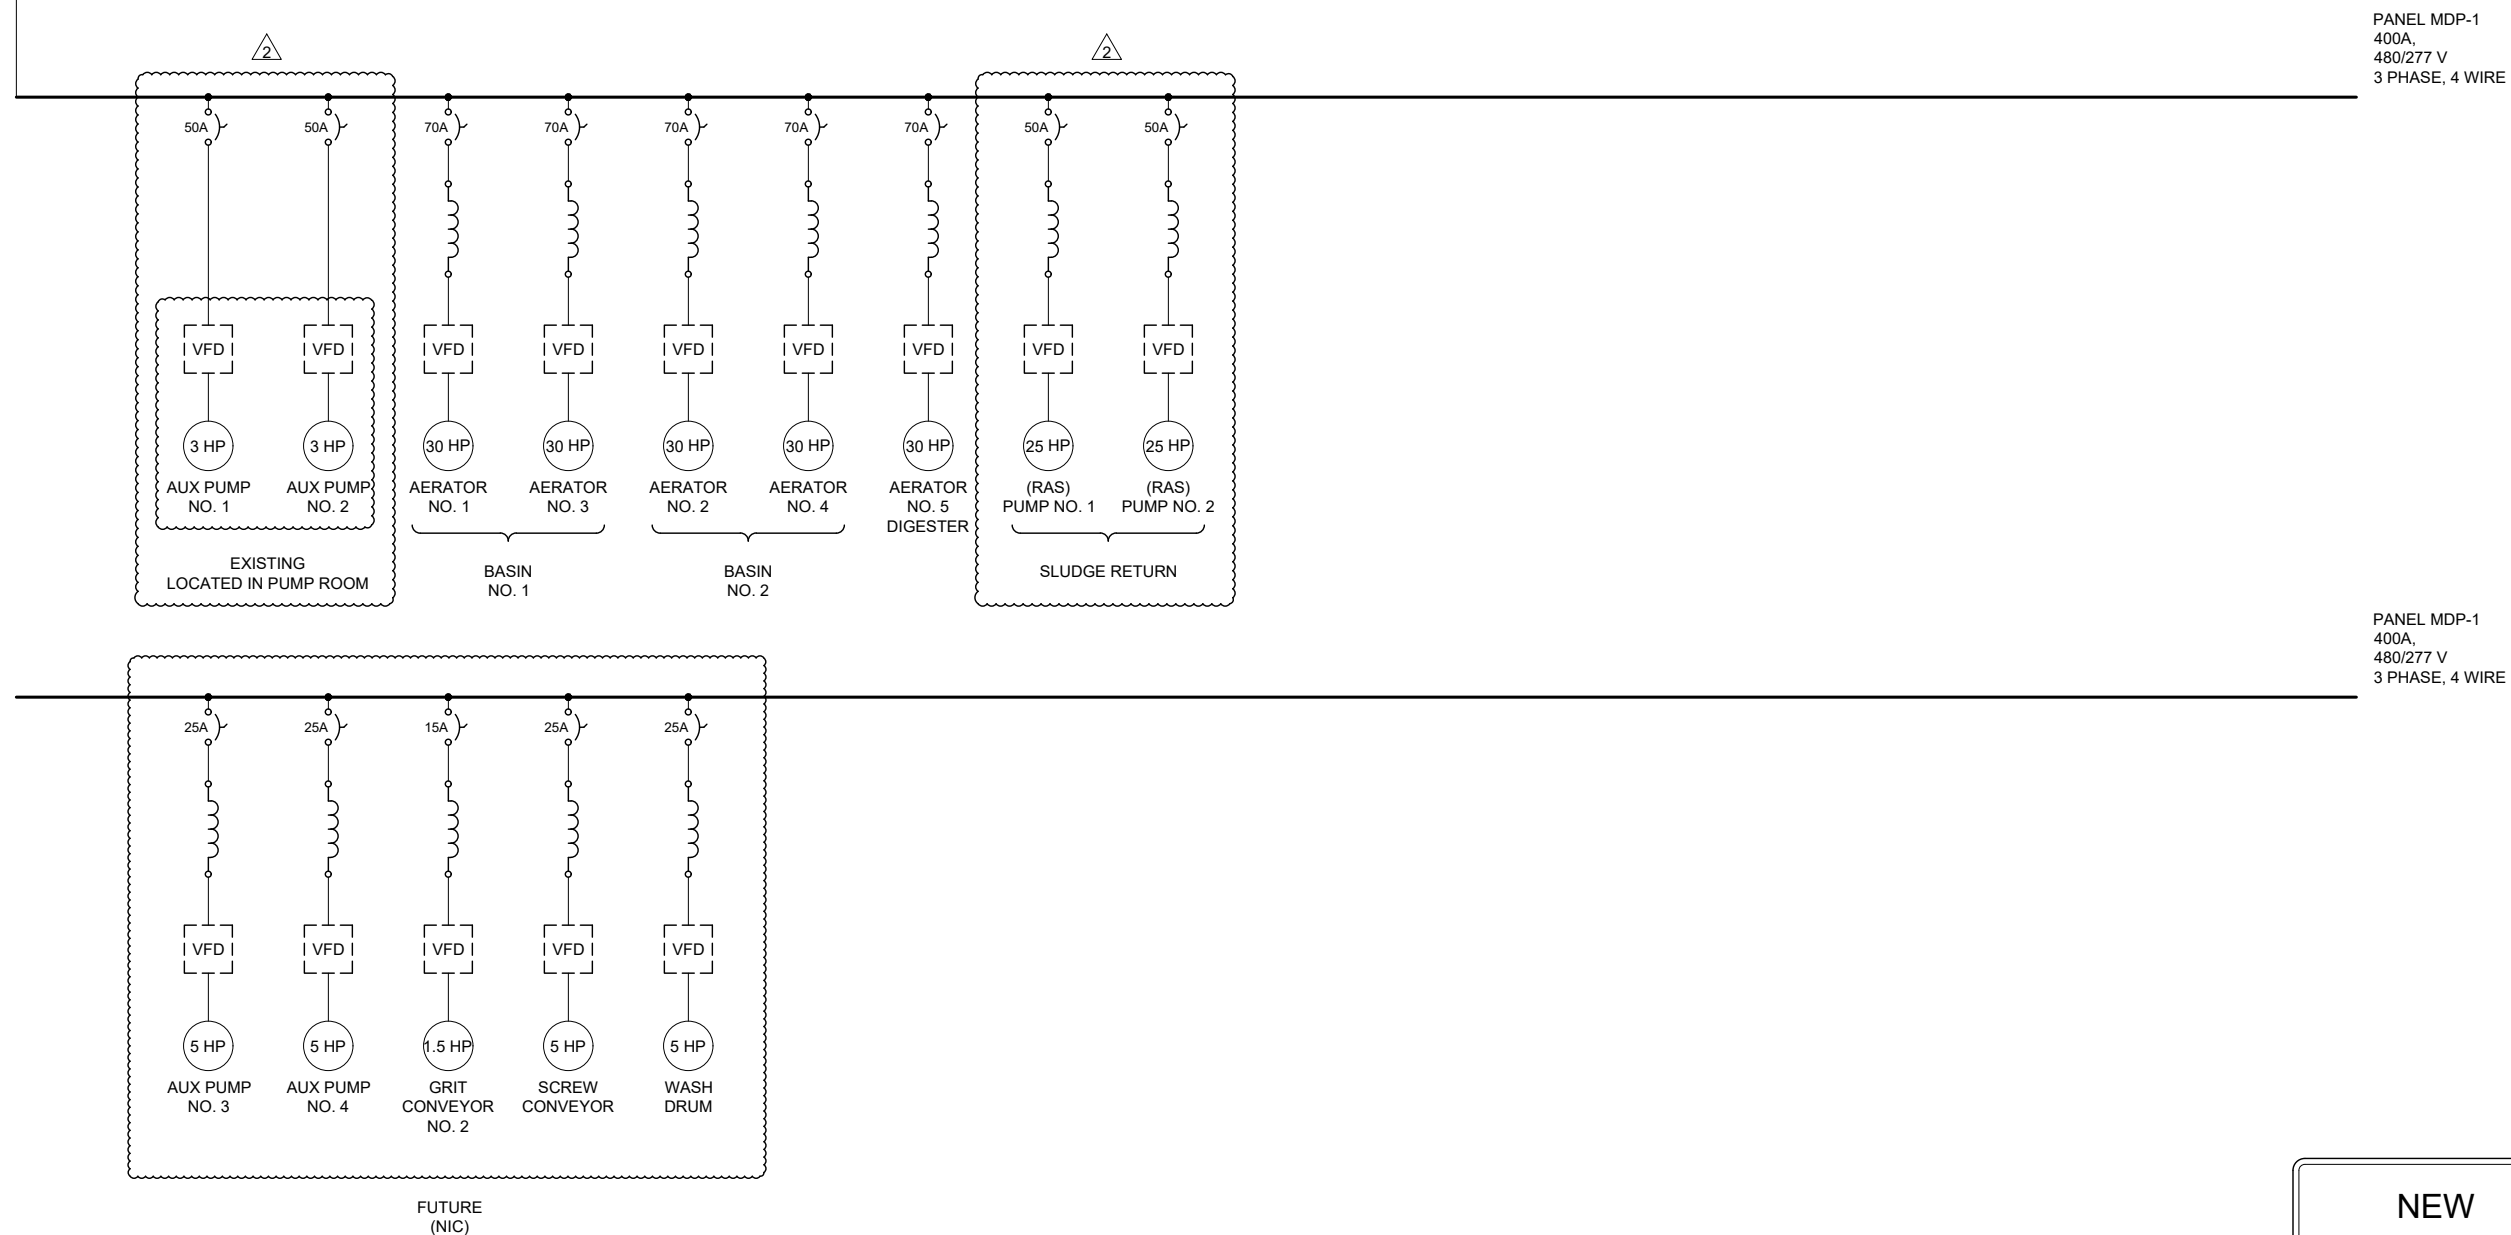 PANEL MDP-1
400A,
480/277 V
3 PHASE, 4 WIRE
2
2
50A
50A
70A
70A
70A
70A
70A
50A
50A
VFD
VFD
VFD
VFD
VFD
VFD
VFD
VFD
VFD
3 HP
3 HP
30 HP
30 HP
30 HP
30 HP
30 HP
25 HP
25 HP
AUX PUMP
NO. 1
AUX PUMP
NO. 2
AERATOR
NO. 1
AERATOR
NO. 3
AERATOR
NO. 2
AERATOR
NO. 4
AERATOR
NO. 5
DIGESTER
(RAS)
PUMP NO. 1
(RAS)
PUMP NO. 2
EXISTING
LOCATED IN PUMP ROOM
BASIN
NO. 1
BASIN
NO. 2
SLUDGE RETURN
PANEL MDP-1
400A,
480/277 V
3 PHASE, 4 WIRE
25A
25A
15A
25A
25A
VFD
VFD
VFD
VFD
VFD
5 HP
5 HP
1.5 HP
5 HP
5 HP
AUX PUMP
NO. 3
AUX PUMP
NO. 4
GRIT
CONVEYOR
NO. 2
SCREW
CONVEYOR
WASH
DRUM
FUTURE
(NIC)
NEW